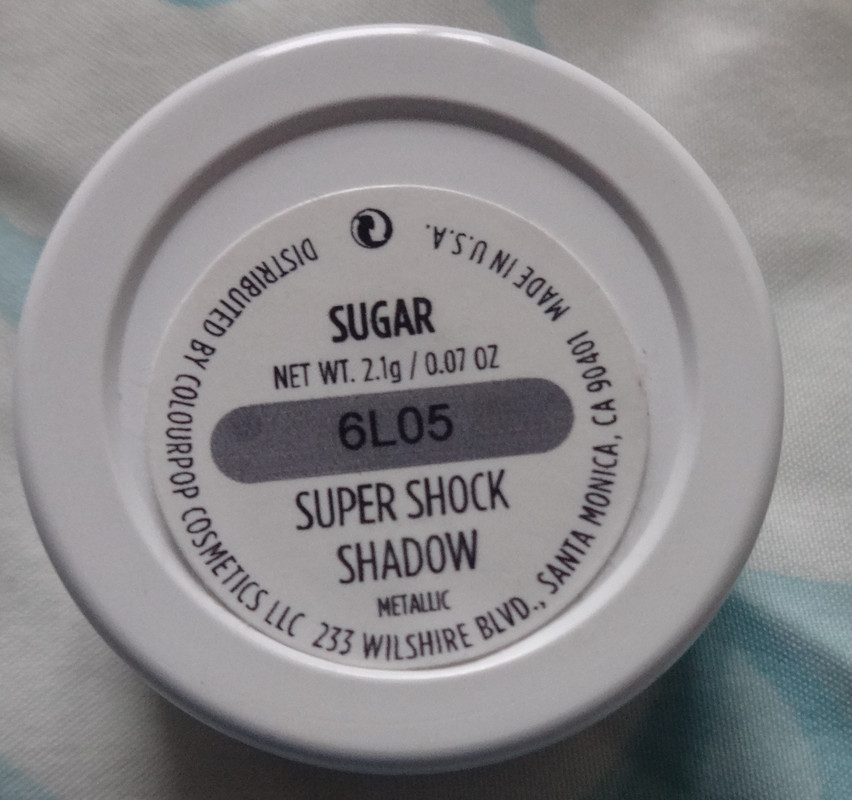 SUGAR
NET WT. 2.1g / 0.07 OZ
6L05
SUPER SHOCK
SHADOW
METALLIC
DISTRIBUTED BY COLOURPOP COSMETICS LLC 233 WILSHIRE BLVD., SANTA MONICA, CA 90401 MADE IN U.S.A.